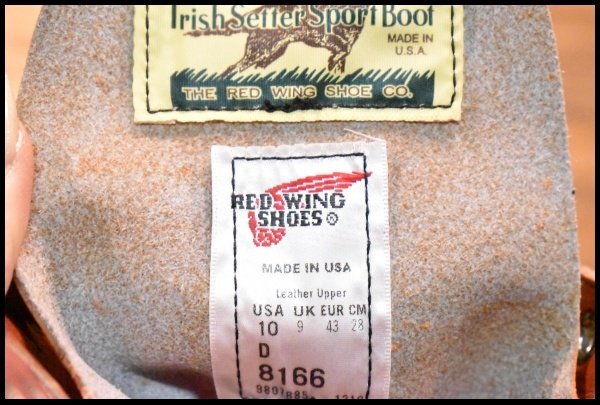 Irish Setter Sport Boot
MADE IN
U.S.A.
THE RED WING SHOE CO.
RED WING
SHOES®
MADE IN USA
Leather Upper
USA UK EUR CM
10 9 43 28
D
8166